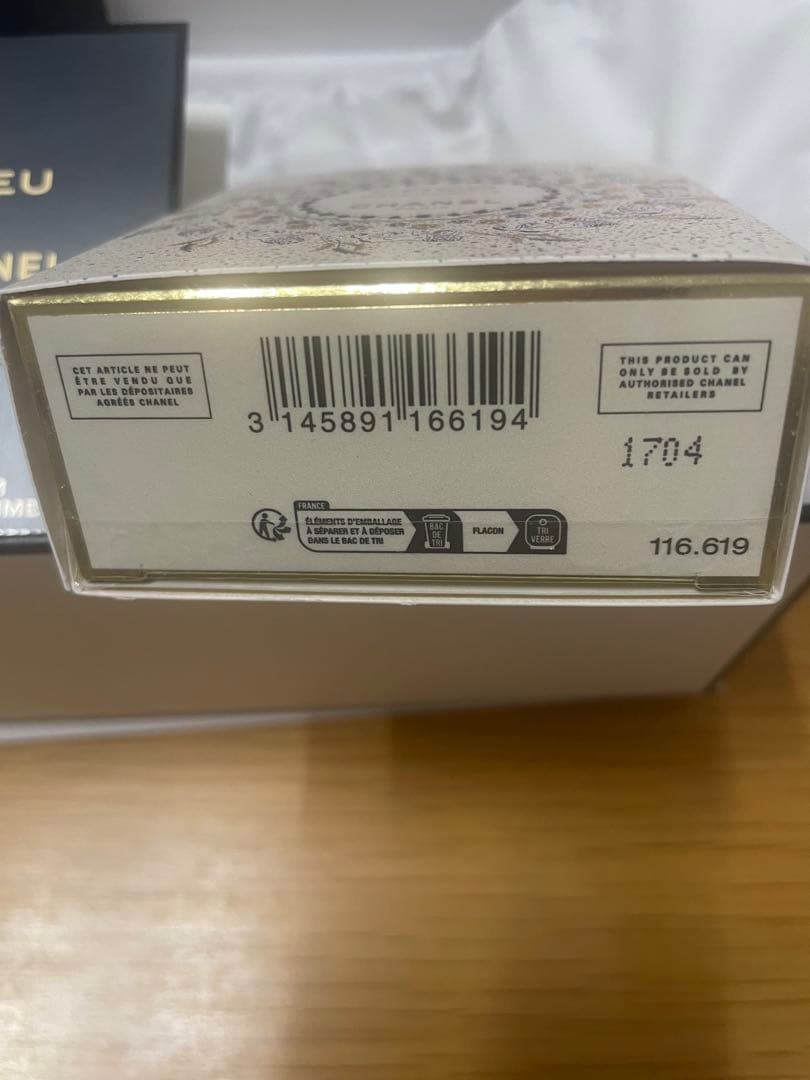 EU
NEL
CHANEL
CET ARTICLE NE PEUT
ÊTRE VENDU QUE
PAR LES DÉPOSITAIRES
AGRÉÉS CHANEL
3 145891 166194
THIS PRODUCT CAN
ONLY BE SOLD BY
AUTHORISED CHANEL
RETAILERS
1704
FRANCE
ÉLÉMENTS D'EMBALLAGE
À SÉPARER ET À DÉPOSER
DANS LE BAC DE TRI
BAC
DE
TRI
FLACON
TRI
VERRE
116.619